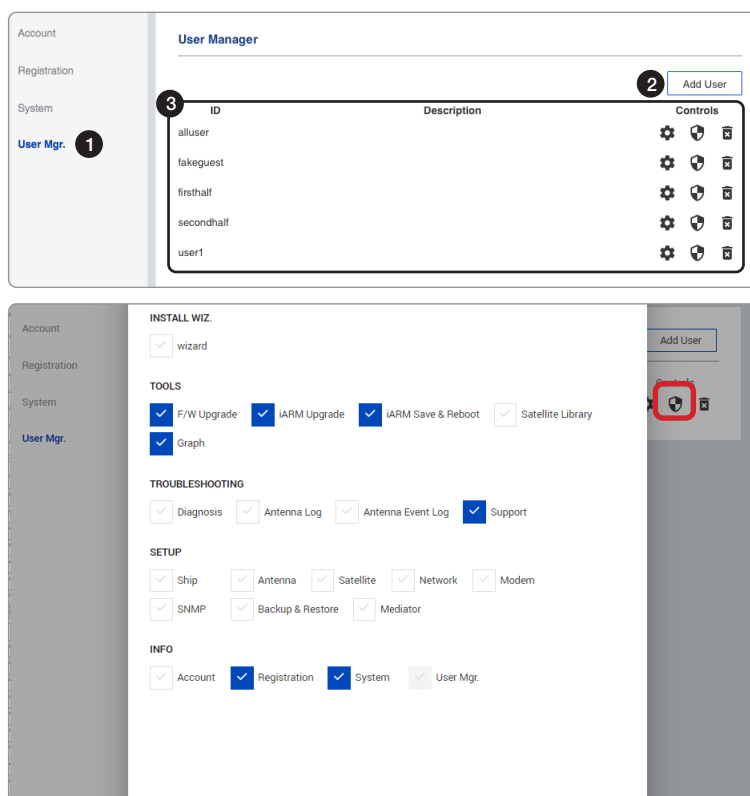 Account
User Manager
Registration
2 Add User
System
3 ID Description Controls
User Mgr. 1
alluser
fakeguest
firsthalf
secondhalf
user1
Account
INSTALL WIZ.
wizard
Add User
Registration
TOOLS
Controls
System
F/W Upgrade iARM Upgrade iARM Save & Reboot Satellite Library
User Mgr.
Graph
TROUBLESHOOTING
Diagnosis Antenna Log Antenna Event Log Support
SETUP
Ship Antenna Satellite Network Modem
SNMP Backup & Restore Mediator
INFO
Account Registration System User Mgr.